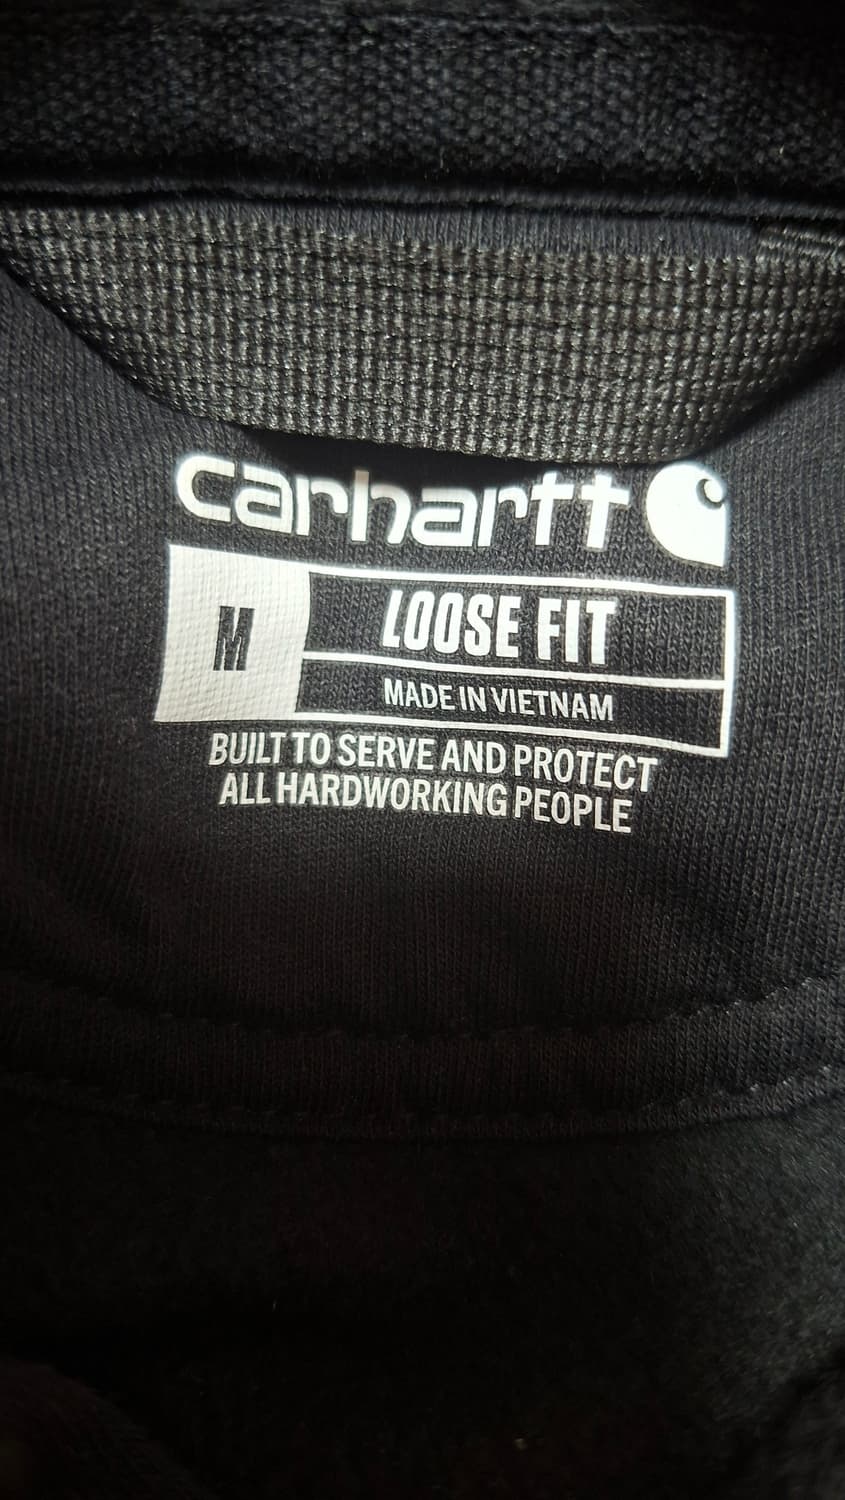 carhartt
M
LOOSE FIT
MADE IN VIETNAM
BUILT TO SERVE AND PROTECT
ALL HARDWORKING PEOPLE